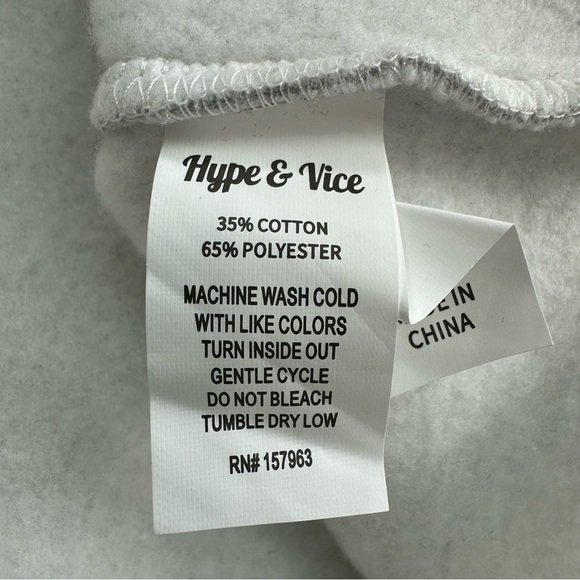 Hype & Vice
35% COTTON
65% POLYESTER
MACHINE WASH COLD
WITH LIKE COLORS
TURN INSIDE OUT
GENTLE CYCLE
DO NOT BLEACH
TUMBLE DRY LOW
RN# 157963
IN
CHINA